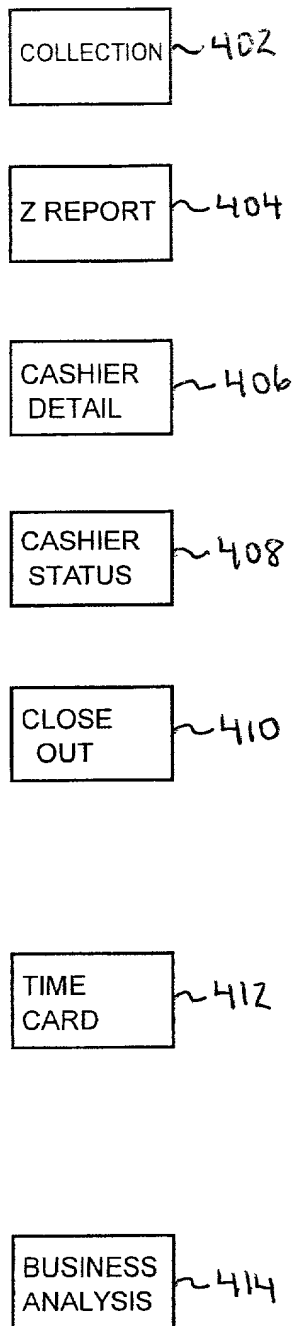 COLLECTION 402
Z REPORT 404
CASHIER
DETAIL 406
CASHIER
STATUS 408
CLOSE
OUT 410
TIME
CARD 412
BUSINESS
ANALYSIS 414